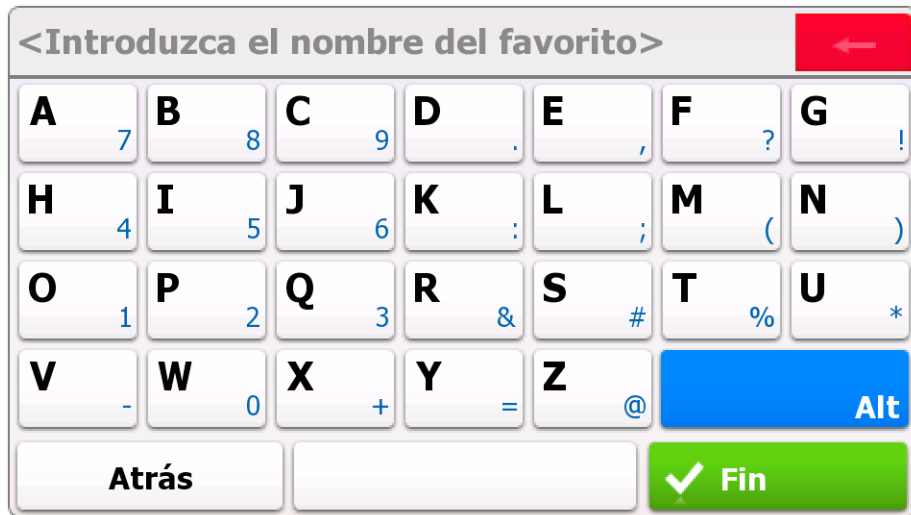 <Introduzca el nombre del favorito> ←
A 7 B 8 C 9 D . E , F ? G !
H 4 I 5 J 6 K : L ; M ( N )
O 1 P 2 Q 3 R & S # T % U *
V - W 0 X + Y = Z @ Alt
Atrás Fin